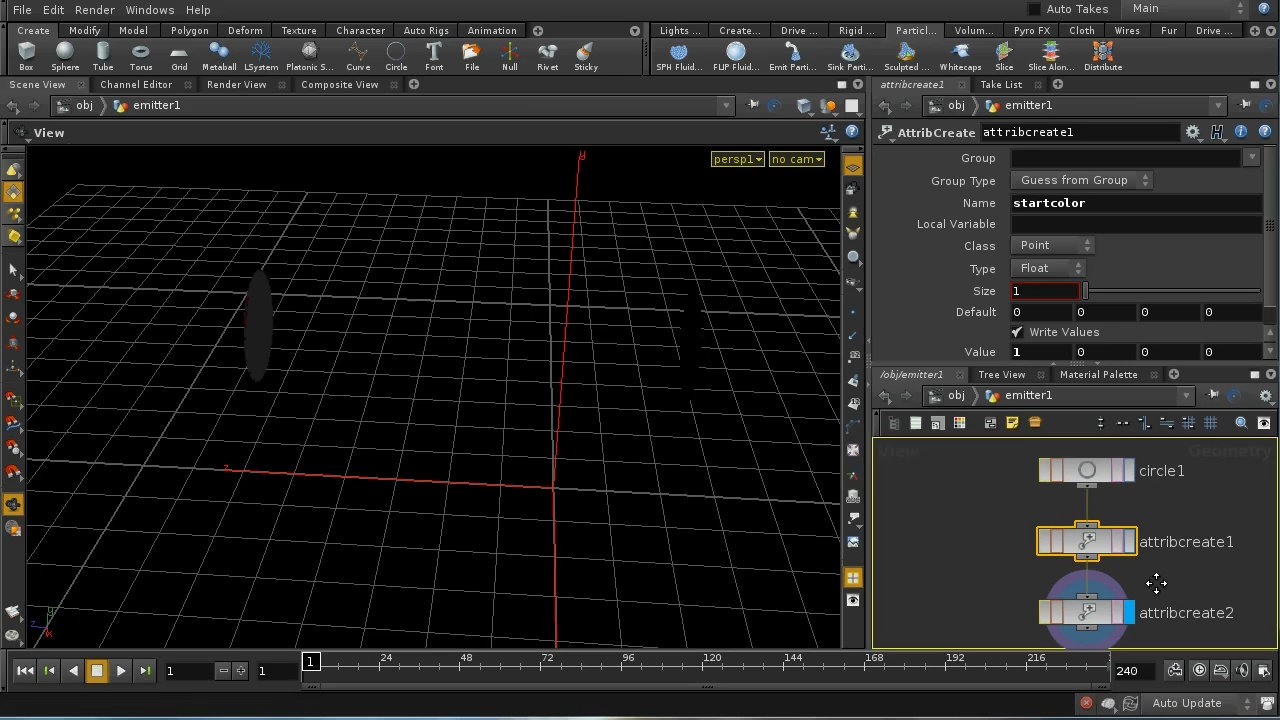 File Edit Render Windows Help Auto Takes Main
Create Modify Model Polygon Deform Texture Character Auto Rigs Animation Lights ... Create... Drive ... Rigid ... Particl... Volum... Pyro FX Cloth Wires Fur Drive ...
Box Sphere Tube Torus Grid Metaball LSystem Platonic S... Curve Circle Font File Null Rivet Sticky SPH Fluid... FLIP Fluid... Emit Parti... Sink Parti... Sculpted ... Whitecaps Slice Slice Alon... Distribute
Scene View Channel Editor Render View Composite View attribcreate1 Take List
obj emitter1 obj emitter1
View AttribCreate attribcreate1
persp1 no cam
y
Group
Group Type Guess from Group
Name startcolor
Local Variable
Class Point
Type Float
Size 1
Default 0 0 0 0
Write Values
Value 1 0 0 0
/obj/emitter1 Tree View Material Palette
obj emitter1
View Geometry
circle1
attribcreate1
attribcreate2
z
y
z x
1 1 1 24 48 72 96 120 144 168 192 216 240
Auto Update